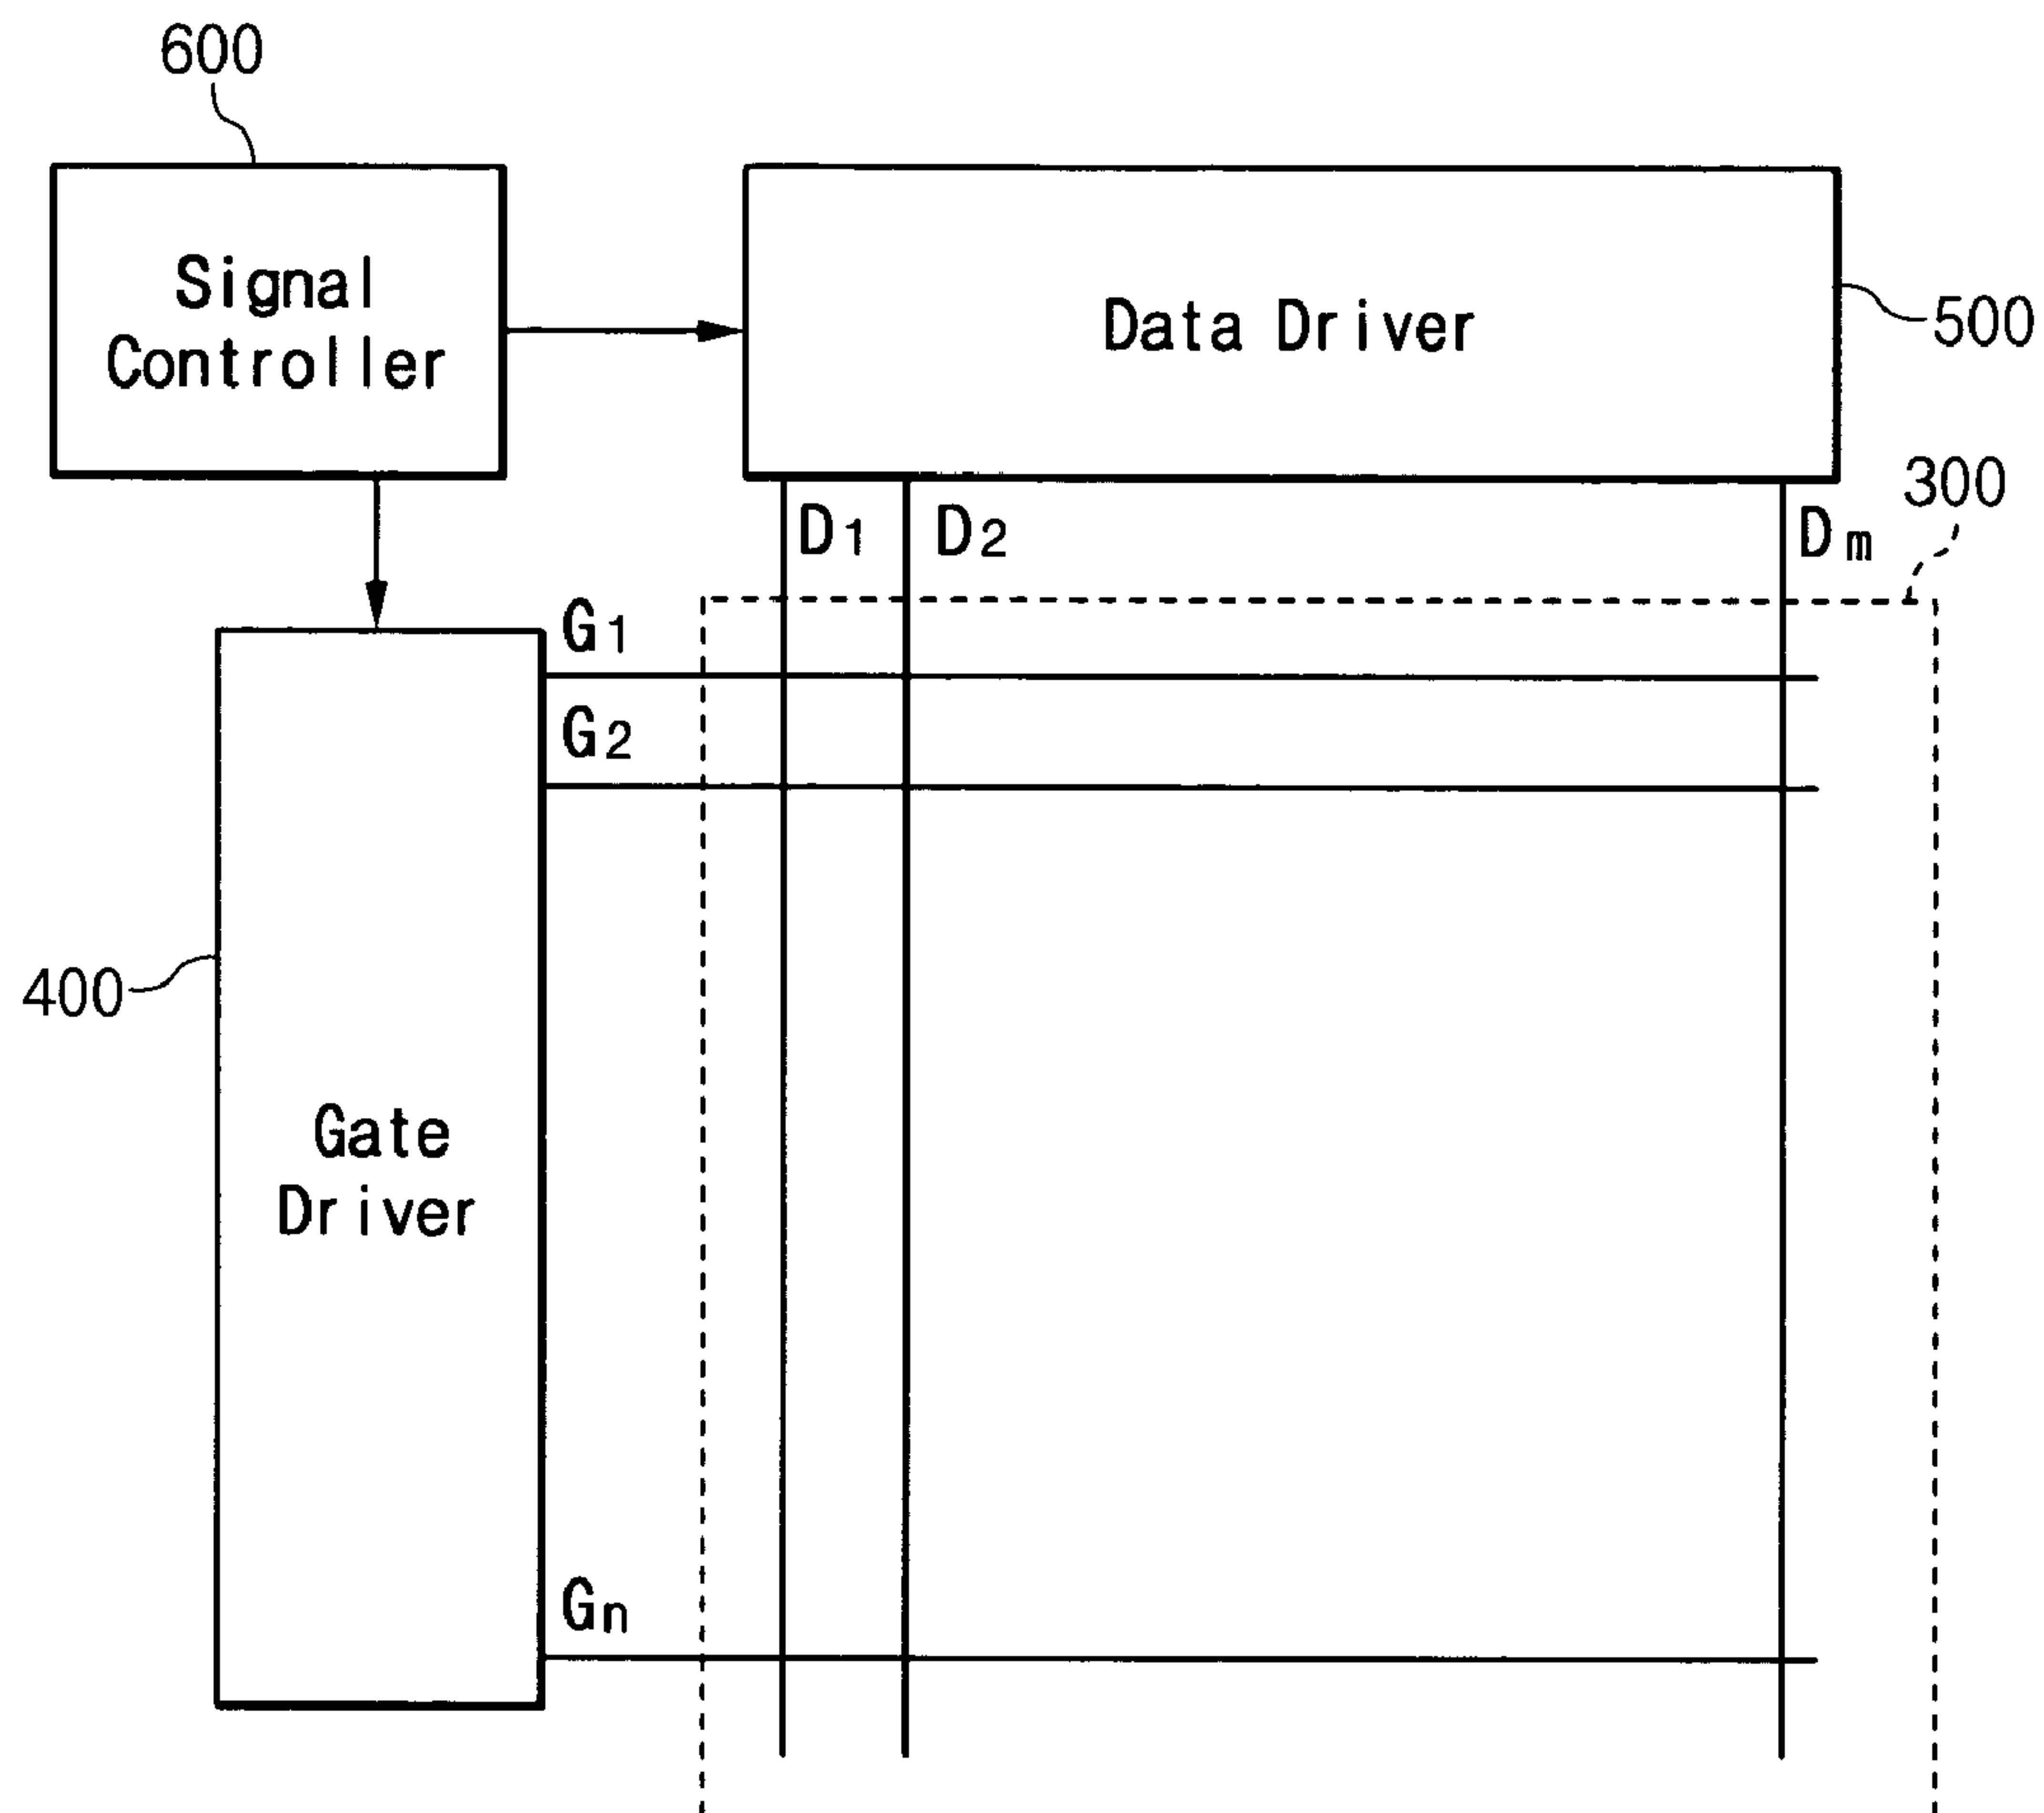 600
Signal
Controller
Data Driver
500
300
D1
D2
Dm
G1
G2
400
Gate
Driver
Gn